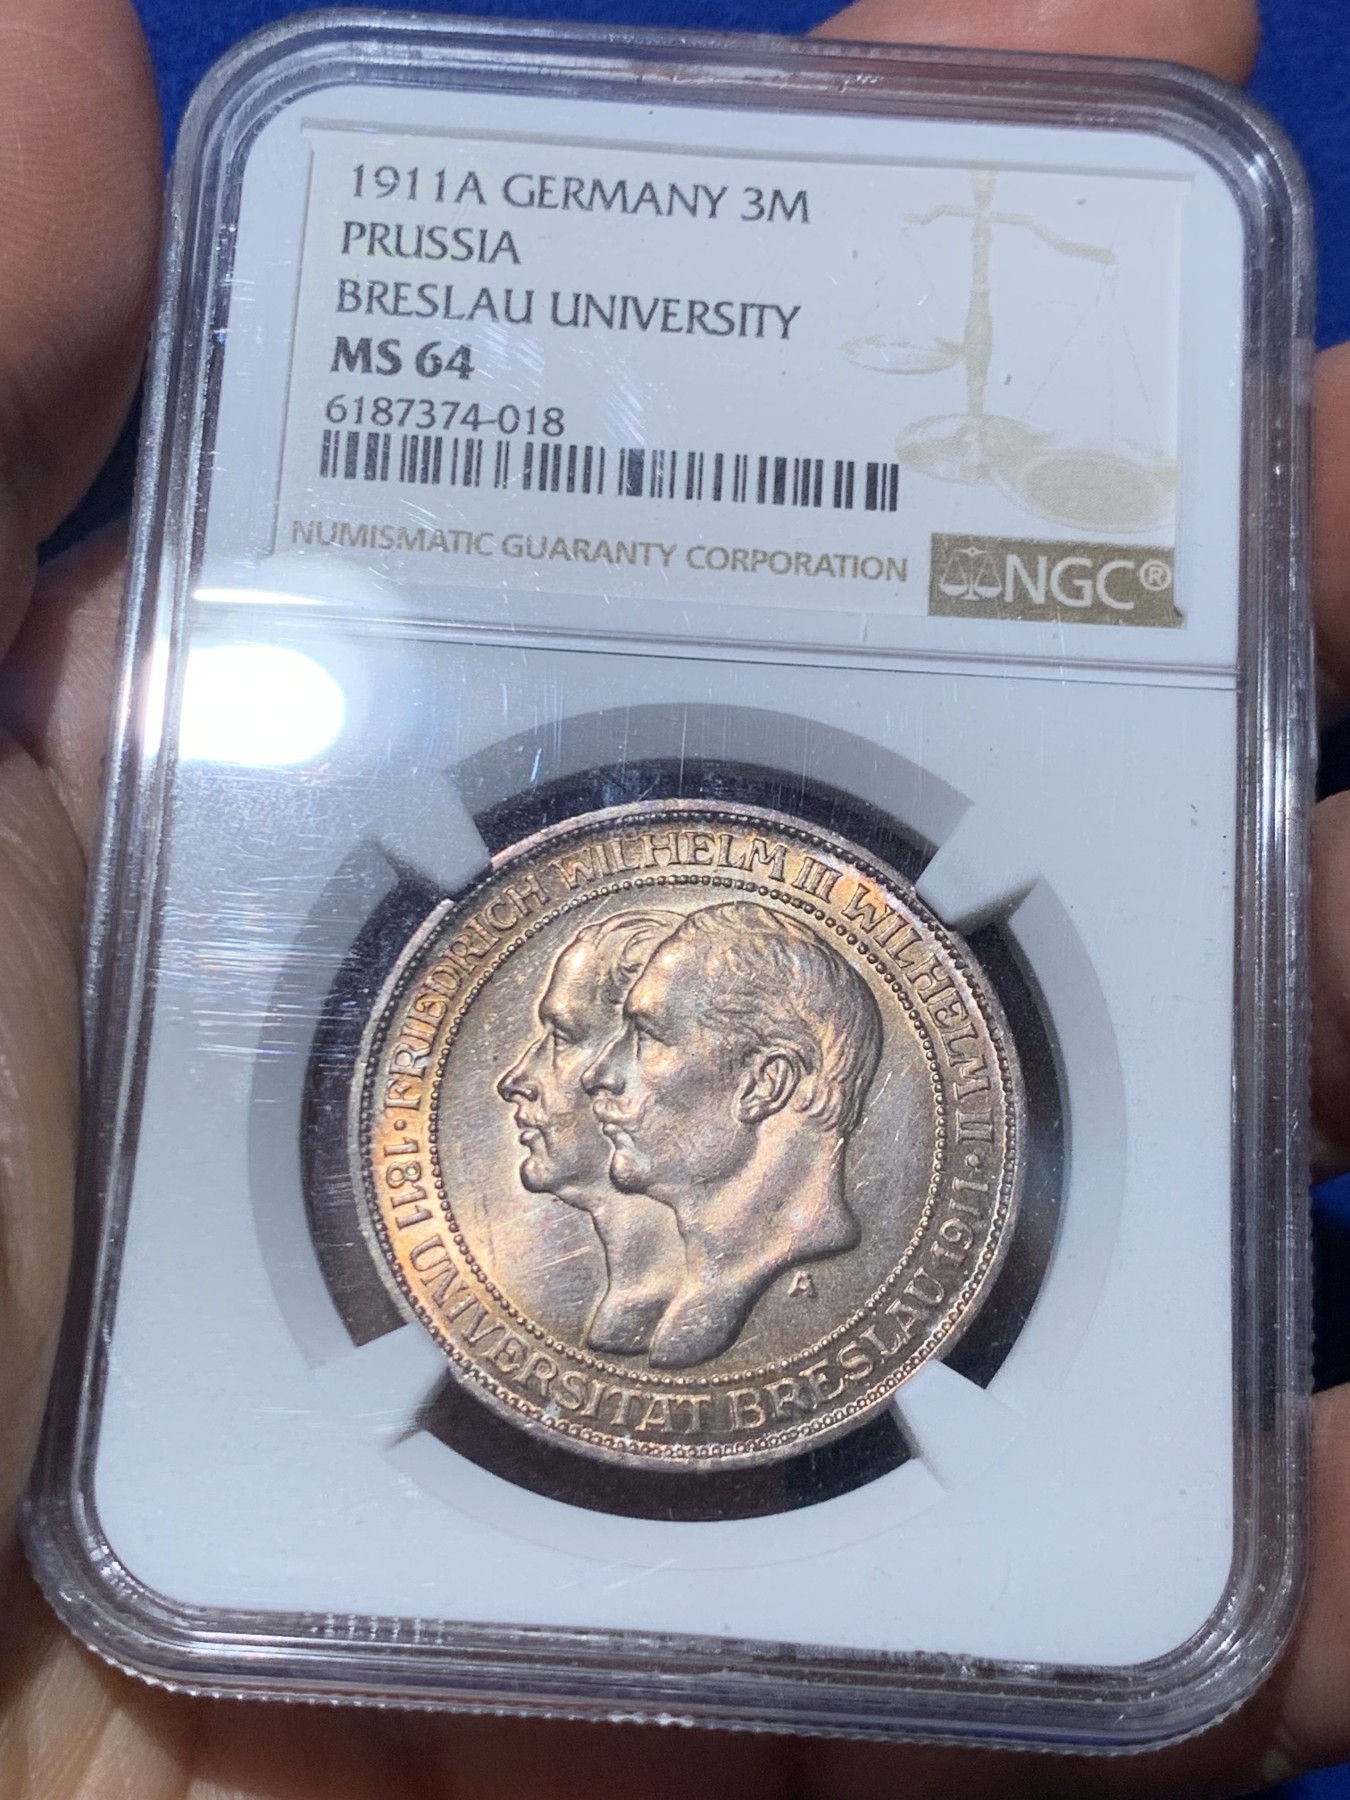 1911A GERMANY 3M
PRUSSIA
BRESLAU UNIVERSITY
MS 64
6187374-018
NUMISMATIC GUARANTY CORPORATION
NGC®
FRIEDRICH WILHELM III WILHELM II
1811 UNIVERSITÄT BRESLAU 1911
A